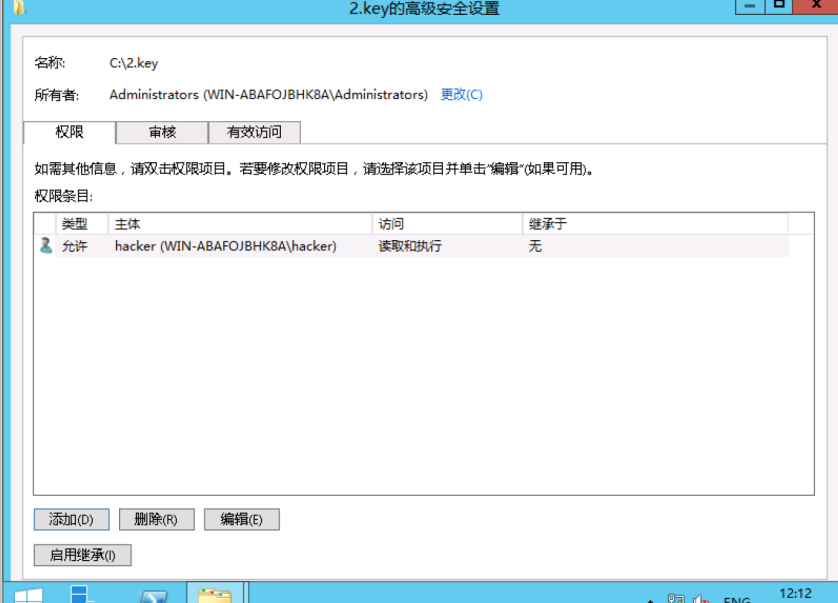 2.key的高级安全设置
名称: C:\2.key
所有者: Administrators (WIN-ABAFOJBHK8A\Administrators) 更改(C)
权限 审核 有效访问
如需其他信息，请双击权限项目。若要修改权限项目，请选择该项目并单击“编辑”(如果可用)。
权限条目:
类型 主体 访问 继承于
允许 hacker (WIN-ABAFOJBHK8A\hacker) 读取和执行 无
添加(D) 删除(R) 编辑(E)
启用继承(I)
ENG 12:12